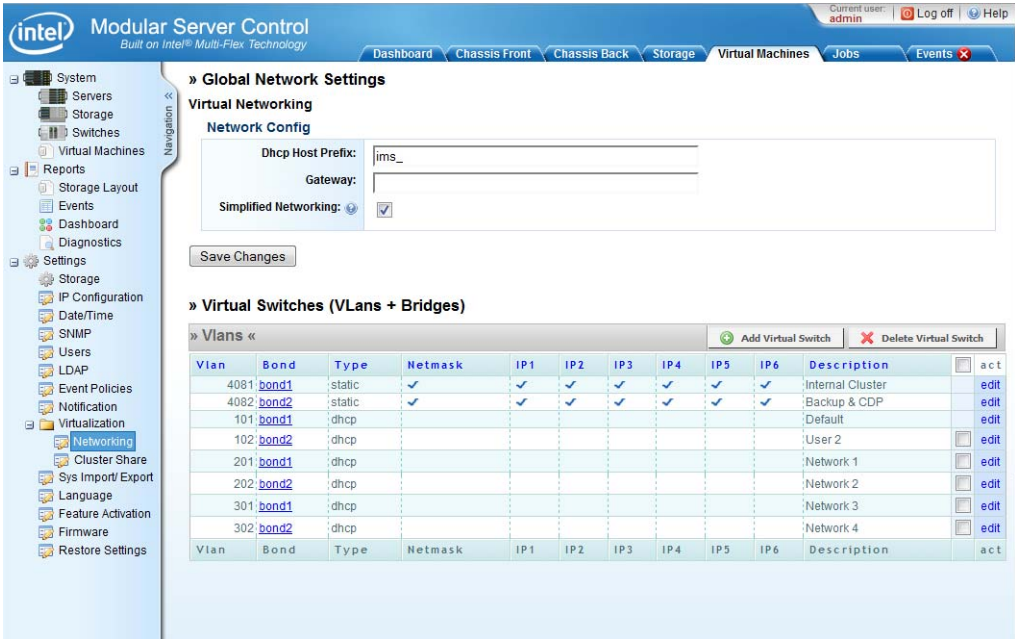 intel
Modular Server Control
Built on Intel® Multi-Flex Technology
Current user:
admin
Log off
Help
Dashboard Chassis Front Chassis Back Storage Virtual Machines Jobs Events
System
Servers
Storage
Switches
Virtual Machines
Reports
Storage Layout
Events
Dashboard
Diagnostics
Settings
Storage
IP Configuration
Date/Time
SNMP
Users
LDAP
Event Policies
Notification
Virtualization
Networking
Cluster Share
Sys Import/ Export
Language
Feature Activation
Firmware
Restore Settings
«
Navigation
» Global Network Settings
Virtual Networking
Network Config
Dhcp Host Prefix: ims_
Gateway:
Simplified Networking:
Save Changes
» Virtual Switches (VLans + Bridges)
» Vlans «
Add Virtual Switch
Delete Virtual Switch
Vlan Bond Type Netmask IP1 IP2 IP3 IP4 IP5 IP6 Description act
4081 bond1 static Internal Cluster edit
4082 bond2 static Backup & CDP edit
101 bond1 dhcp Default edit
102 bond2 dhcp User 2 edit
201 bond1 dhcp Network 1 edit
202 bond2 dhcp Network 2 edit
301 bond1 dhcp Network 3 edit
302 bond2 dhcp Network 4 edit
Vlan Bond Type Netmask IP1 IP2 IP3 IP4 IP5 IP6 Description act